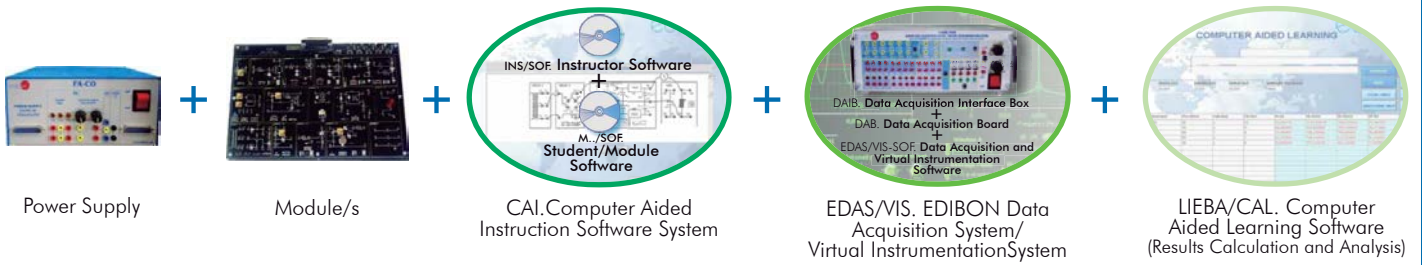 FA-CO
+
+
+
+
INS/SOF. Instructor Software
+
M../SOF.
Student/Module
Software
DAIB. Data Acquisition Interface Box
+
DAB. Data Acquisition Board
+
EDAS/VIS-SOF. Data Acquisition and
Virtual Instrumentation
Software
COMPUTER AIDED LEARNING
Power Supply
Module/s
CAI.Computer Aided
Instruction Software System
EDAS/VIS. EDIBON Data
Acquisition System/
Virtual InstrumentationSystem
LIEBA/CAL. Computer
Aided Learning Software
(Results Calculation and Analysis)